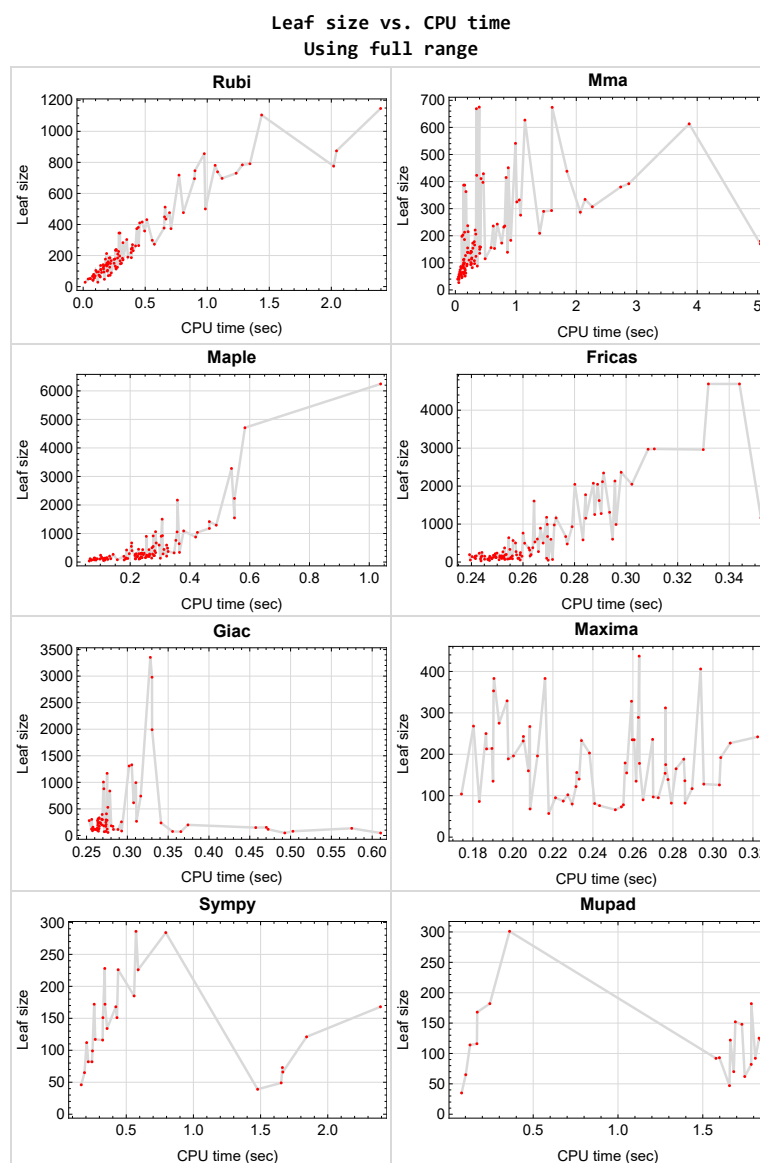 Leaf size vs. CPU time
Using full range
Rubi
Leaf size
1200
1000
800
600
400
200
0
0.0 0.5 1.0 1.5 2.0
CPU time (sec)
Mma
Leaf size
700
600
500
400
300
200
100
0
0 1 2 3 4 5
CPU time (sec)
Maple
Leaf size
6000
5000
4000
3000
2000
1000
0
0.2 0.4 0.6 0.8 1.0
CPU time (sec)
Fricas
Leaf size
4000
3000
2000
1000
0
0.24 0.26 0.28 0.30 0.32 0.34
CPU time (sec)
Giac
Leaf size
3500
3000
2500
2000
1500
1000
500
0
0.25 0.30 0.35 0.40 0.45 0.50 0.55 0.60
CPU time (sec)
Maxima
Leaf size
400
300
200
100
0
0.18 0.20 0.22 0.24 0.26 0.28 0.30
CPU time (sec)
Sympy
Leaf size
300
250
200
150
100
50
0
0.5 1.0 1.5 2.0
CPU time (sec)
Mupad
Leaf size
300
250
200
150
100
50
0
0.5 1.0 1.5
CPU time (sec)